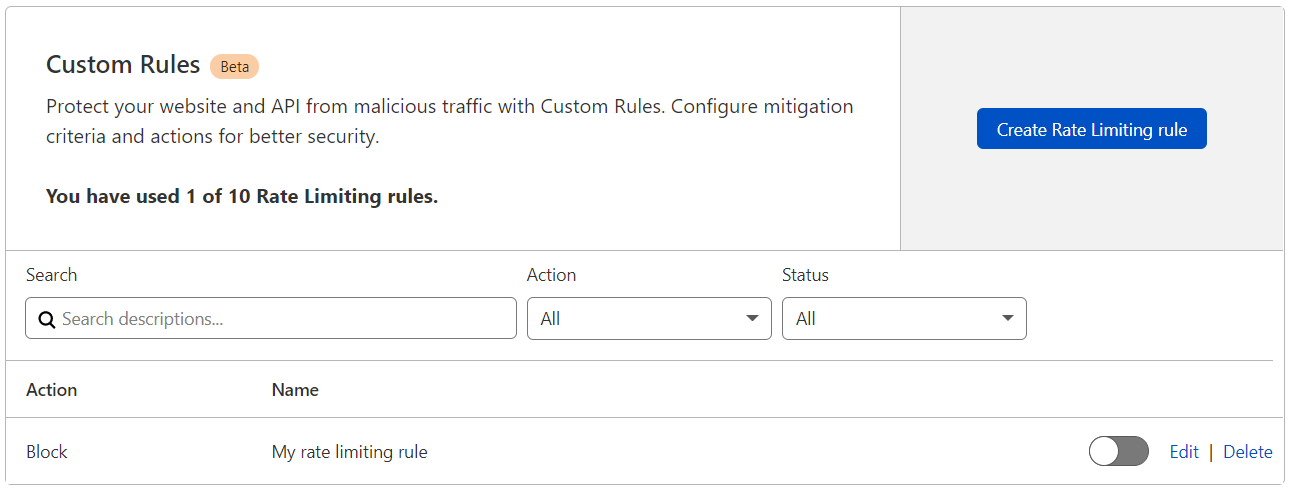 Custom Rules Beta
Protect your website and API from malicious traffic with Custom Rules. Configure mitigation
criteria and actions for better security.
You have used 1 of 10 Rate Limiting rules.
Create Rate Limiting rule
Search Action Status
Search descriptions... All All
Action Name
Block My rate limiting rule Edit | Delete